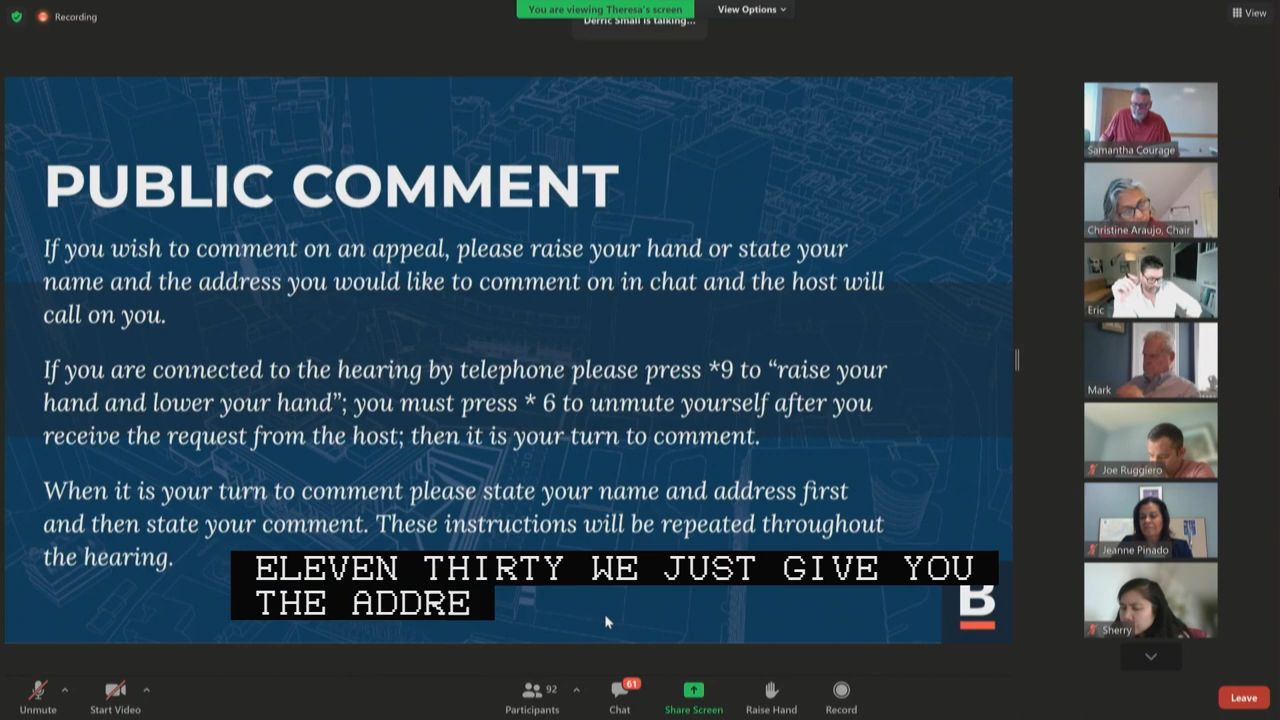 Recording
You are viewing Theresa's screen
View Options
View
Derric Small is talking...
PUBLIC COMMENT
If you wish to comment on an appeal, please raise your hand or state your
name and the address you would like to comment on in chat and the host will
call on you.
If you are connected to the hearing by telephone please press *9 to “raise your
hand and lower your hand”; you must press * 6 to unmute yourself after you
receive the request from the host; then it is your turn to comment.
When it is your turn to comment please state your name and address first
and then state your comment. These instructions will be repeated throughout
the hearing.
ELEVEN THIRTY WE JUST GIVE YOU
THE ADDRE
B
Samantha Courage
Christine Araujo, Chair
Eric
Mark
Joe Ruggiero
Jeanne Pinado
Sherry
Unmute
Start Video
92
Participants
61
Chat
Share Screen
Raise Hand
Record
Leave